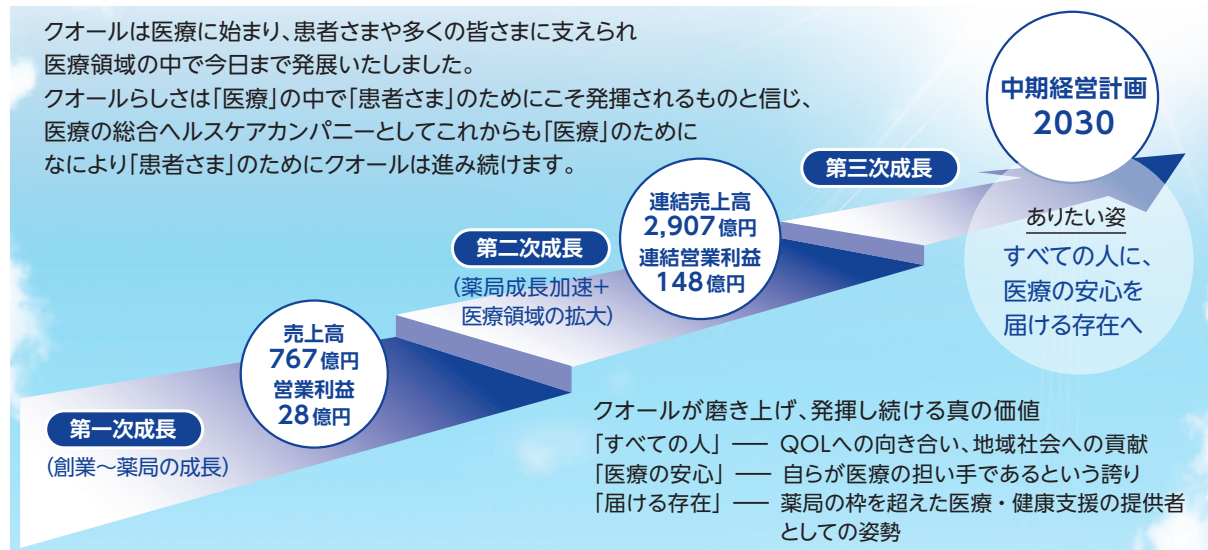 クオールは医療に始まり、患者さまや多くの皆さまに支えられ
医療領域の中で今日まで発展いたしました。
クオールらしさは「医療」の中で「患者さま」のためにこそ発揮されるものと信じ、
医療の総合ヘルスケアカンパニーとしてこれからも「医療」のために
なにより「患者さま」のためにクオールは進み続けます。
中期経営計画
2030
第三次成長
ありたい姿
すべての人に、
医療の安心を
届ける存在へ
連結売上高
2,907億円
連結営業利益
148億円
第二次成長
(薬局成長加速+
医療領域の拡大)
売上高
767億円
営業利益
28億円
第一次成長
(創業〜薬局の成長)
クオールが磨き上げ、発揮し続ける真の価値
「すべての人」 ── QOLへの向き合い、地域社会への貢献
「医療の安心」 ── 自らが医療の担い手であるという誇り
「届ける存在」 ── 薬局の枠を超えた医療・健康支援の提供者
としての姿勢